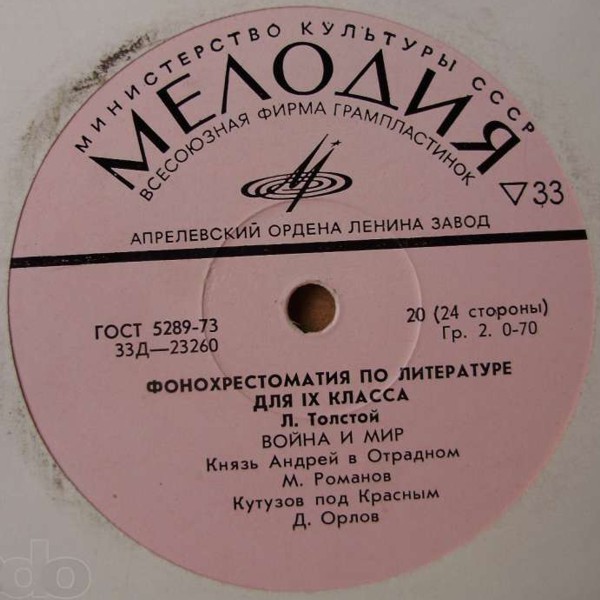 МИНИСТЕРСТВО КУЛЬТУРЫ СССР
МЕЛОДИЯ
ВСЕСОЮЗНАЯ ФИРМА ГРАМПЛАСТИНОК
▽33
АПРЕЛЕВСКИЙ ОРДЕНА ЛЕНИНА ЗАВОД
ГОСТ 5289-73
33Д—23260
20 (24 стороны)
Гр. 2. 0-70
ФОНОХРЕСТОМАТИЯ ПО ЛИТЕРАТУРЕ
ДЛЯ IX КЛАССА
Л. Толстой
ВОЙНА И МИР
Князь Андрей в Отрадном
М. Романов
Кутузов под Красным
Д. Орлов